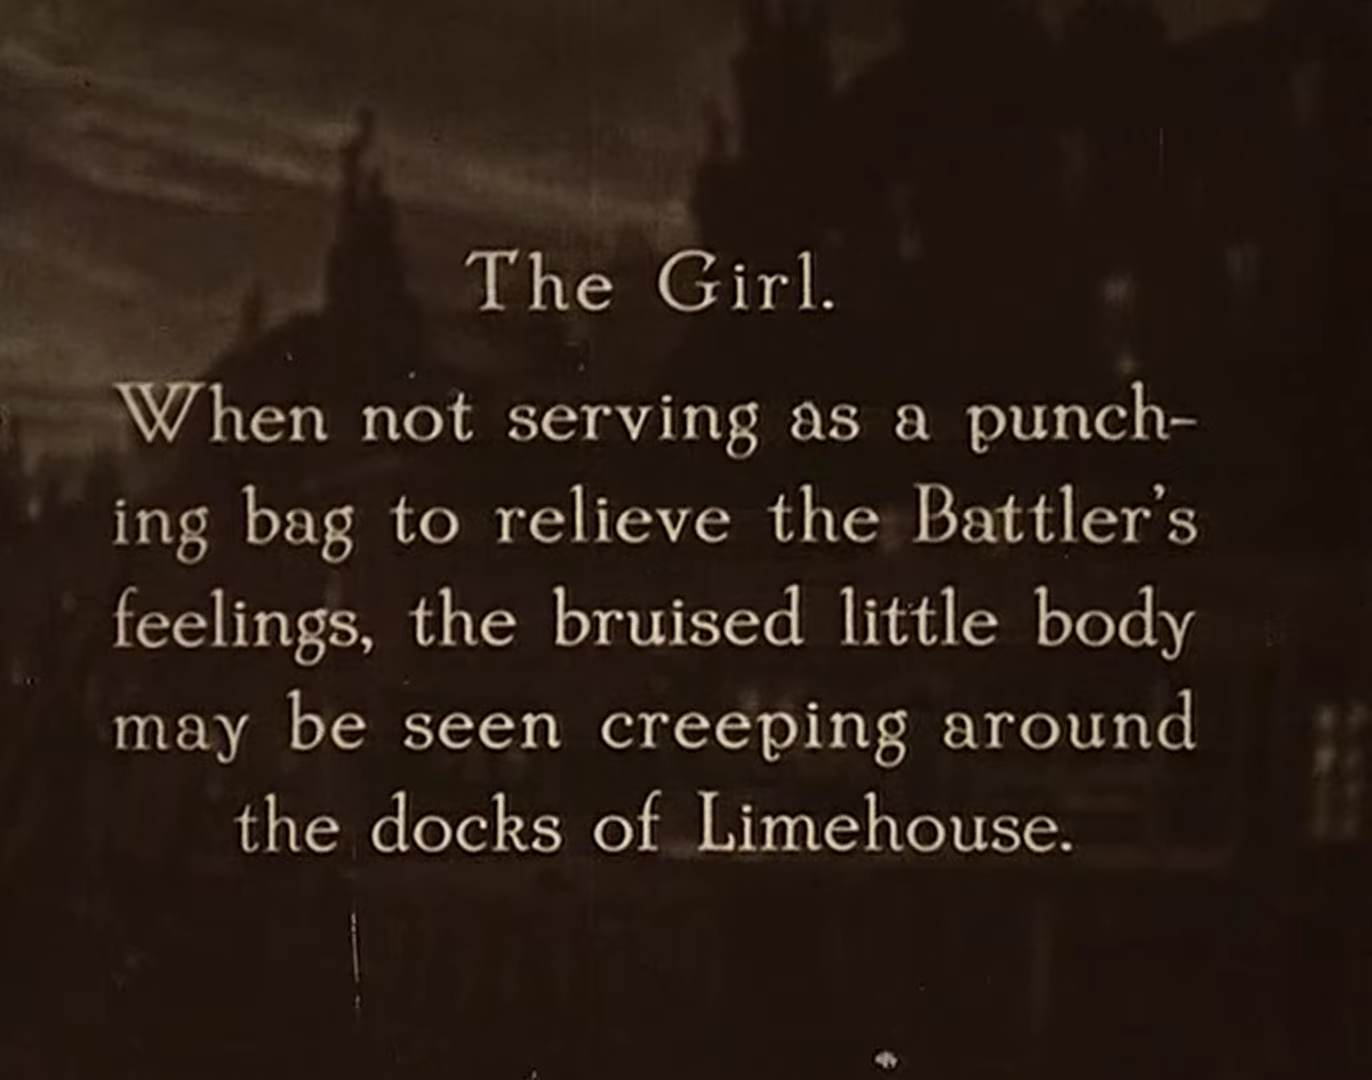 The Girl.
When not serving as a punch-
ing bag to relieve the Battler's
feelings, the bruised little body
may be seen creeping around
the docks of Limehouse.